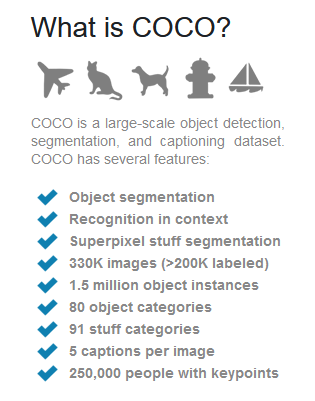 What is COCO?
COCO is a large-scale object detection,
segmentation, and captioning dataset.
COCO has several features:
Object segmentation
Recognition in context
Superpixel stuff segmentation
330K images (>200K labeled)
1.5 million object instances
80 object categories
91 stuff categories
5 captions per image
250,000 people with keypoints